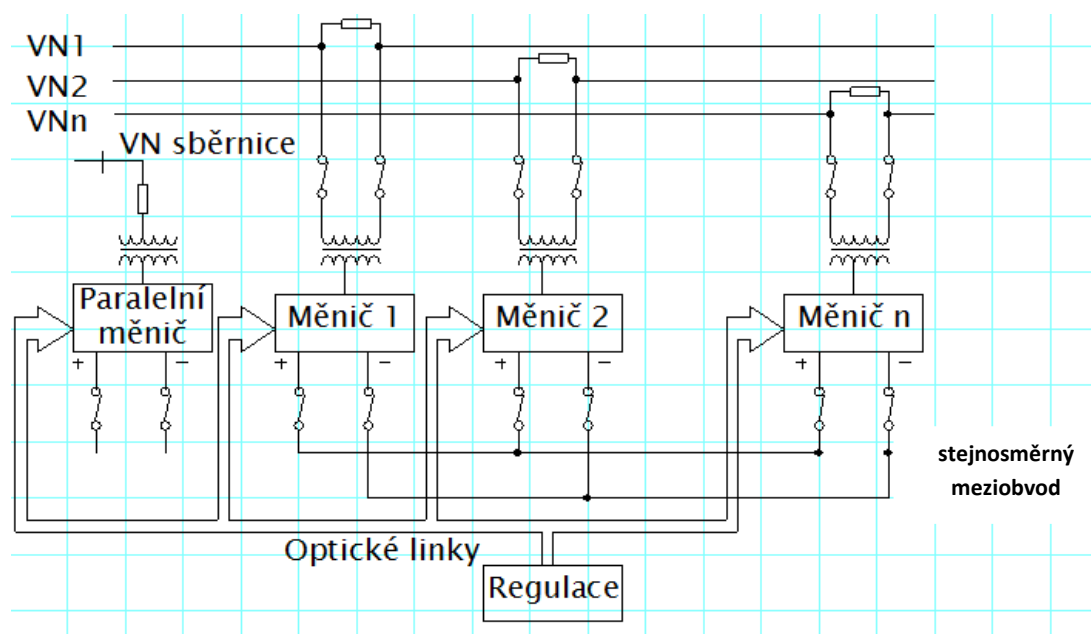 VN1
VN2
VNn
VN sběrnice
Paralelní
měnič
Měnič 1
Měnič 2
Měnič n
+ −
+ −
+ −
+ −
stejnosměrný
meziobvod
Optické linky
Regulace